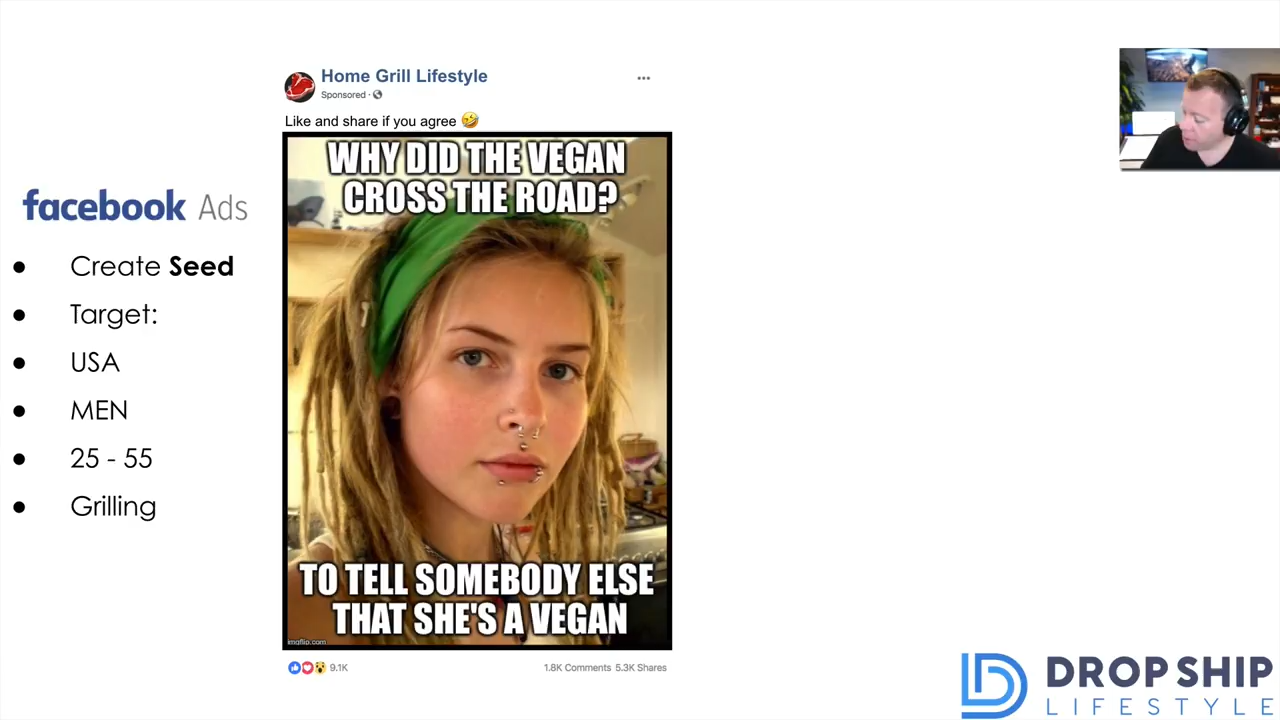 Home Grill Lifestyle
Sponsored ·
Like and share if you agree 🤣
WHY DID THE VEGAN
CROSS THE ROAD?
TO TELL SOMEBODY ELSE
THAT SHE'S A VEGAN
imgflip.com
9.1K
1.8K Comments 5.3K Shares
facebook Ads
● Create Seed
● Target:
● USA
● MEN
● 25 - 55
● Grilling
DROP SHIP
LIFESTYLE